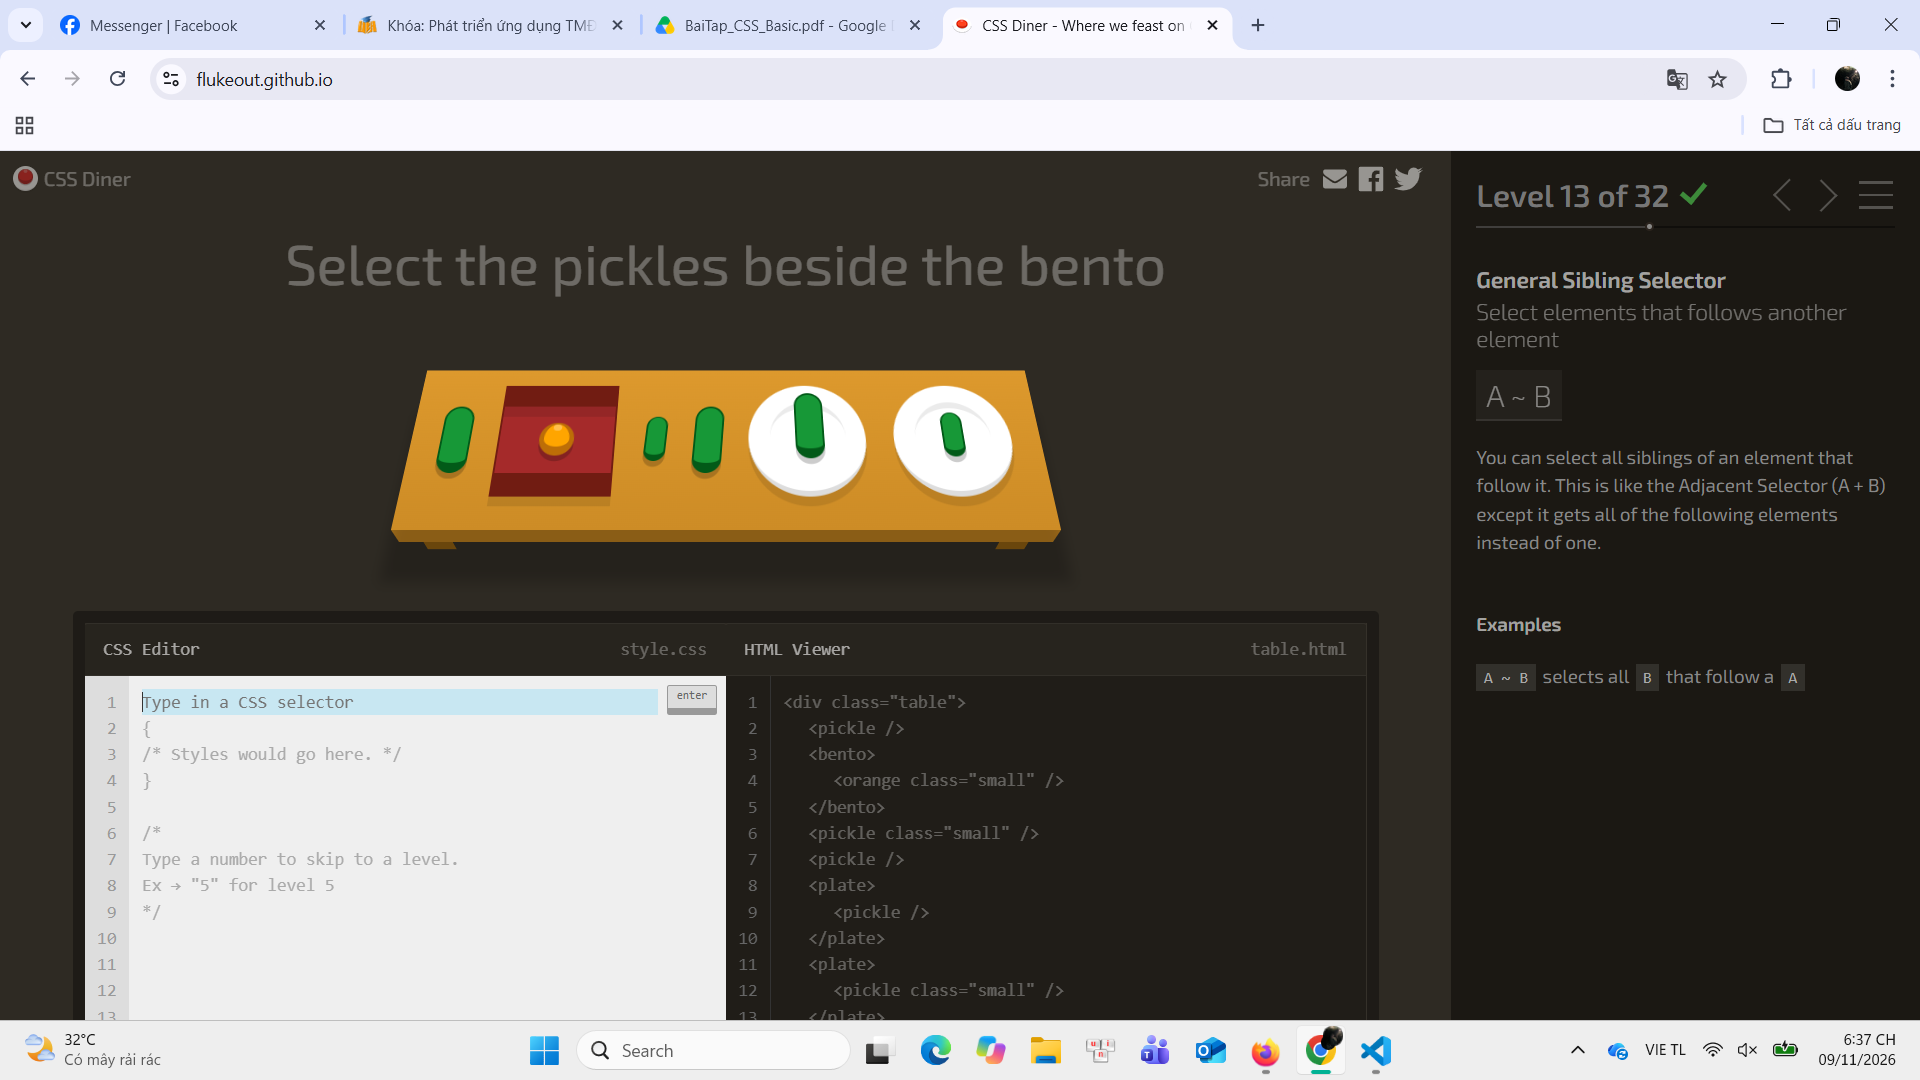 Messenger | Facebook
Khóa: Phát triển ứng dụng TMĐ
BaiTap_CSS_Basic.pdf - Google
CSS Diner - Where we feast on
flukeout.github.io
Tất cả dấu trang
CSS Diner
Share
Select the pickles beside the bento
CSS Editor
style.css
1
2
3
4
5
6
7
8
9
10
11
12
13
Type in a CSS selector
enter
{
/* Styles would go here. */
}
/*
Type a number to skip to a level.
Ex → "5" for level 5
*/
HTML Viewer
table.html
1 <div class="table">
2 <pickle />
3 <bento>
4 <orange class="small" />
5 </bento>
6 <pickle class="small" />
7 <pickle />
8 <plate>
9 <pickle />
10 </plate>
11 <plate>
12 <pickle class="small" />
13 </plate>
Level 13 of 32
General Sibling Selector
Select elements that follows another
element
A ~ B
You can select all siblings of an element that
follow it. This is like the Adjacent Selector (A + B)
except it gets all of the following elements
instead of one.
Examples
A ~ B selects all B that follow a A
32°C
Có mây rải rác
Search
VIE TL
6:37 CH
09/11/2026